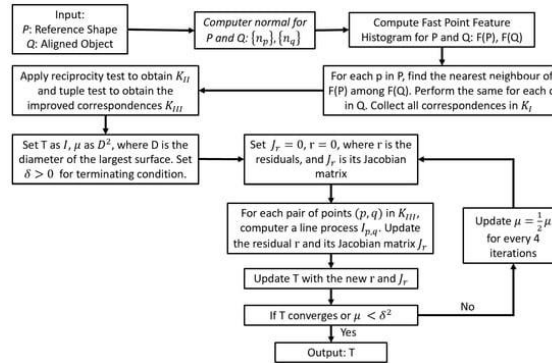 Input:
P: Reference Shape
Q: Aligned Object
Computer normal for
P and Q: {n_p}, {n_q}
Compute Fast Point Feature
Histogram for P and Q: F(P), F(Q)
For each p in P, find the nearest neighbour of
F(P) among F(Q). Perform the same for each q
in Q. Collect all correspondences in K_I
Apply reciprocity test to obtain K_II
and tuple test to obtain the
improved correspondences K_III
Set T as I, μ as D², where D is the
diameter of the largest surface. Set
δ > 0 for terminating condition.
Set J_r = 0, r = 0, where r is the
residuals, and J_r is its Jacobian
matrix
For each pair of points (p, q) in K_III,
computer a line process l_{p,q}. Update
the residual r and its Jacobian matrix J_r
Update μ = ½μ
for every 4
iterations
Update T with the new r and J_r
If T converges or μ < δ²
No
Yes
Output: T